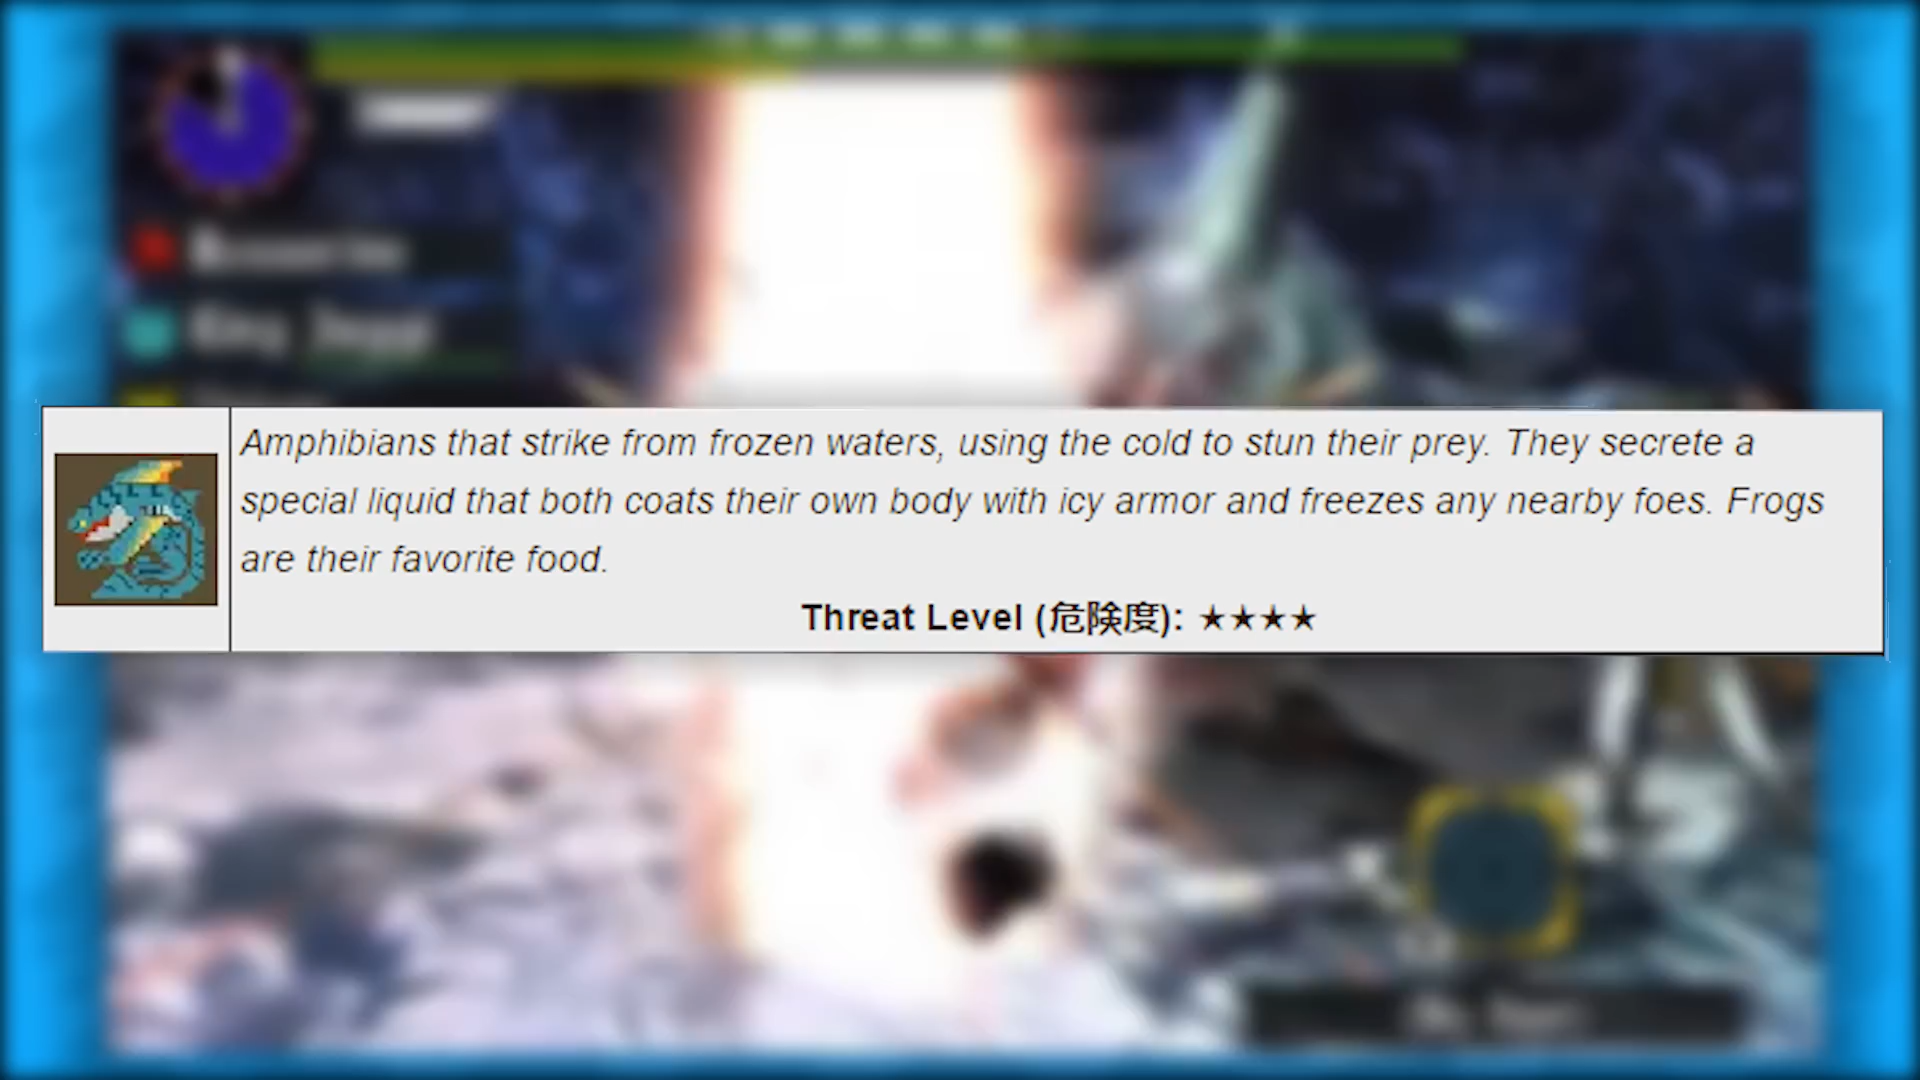 Amphibians that strike from frozen waters, using the cold to stun their prey. They secrete a
special liquid that both coats their own body with icy armor and freezes any nearby foes. Frogs
are their favorite food.
Threat Level (危険度): ★★★★